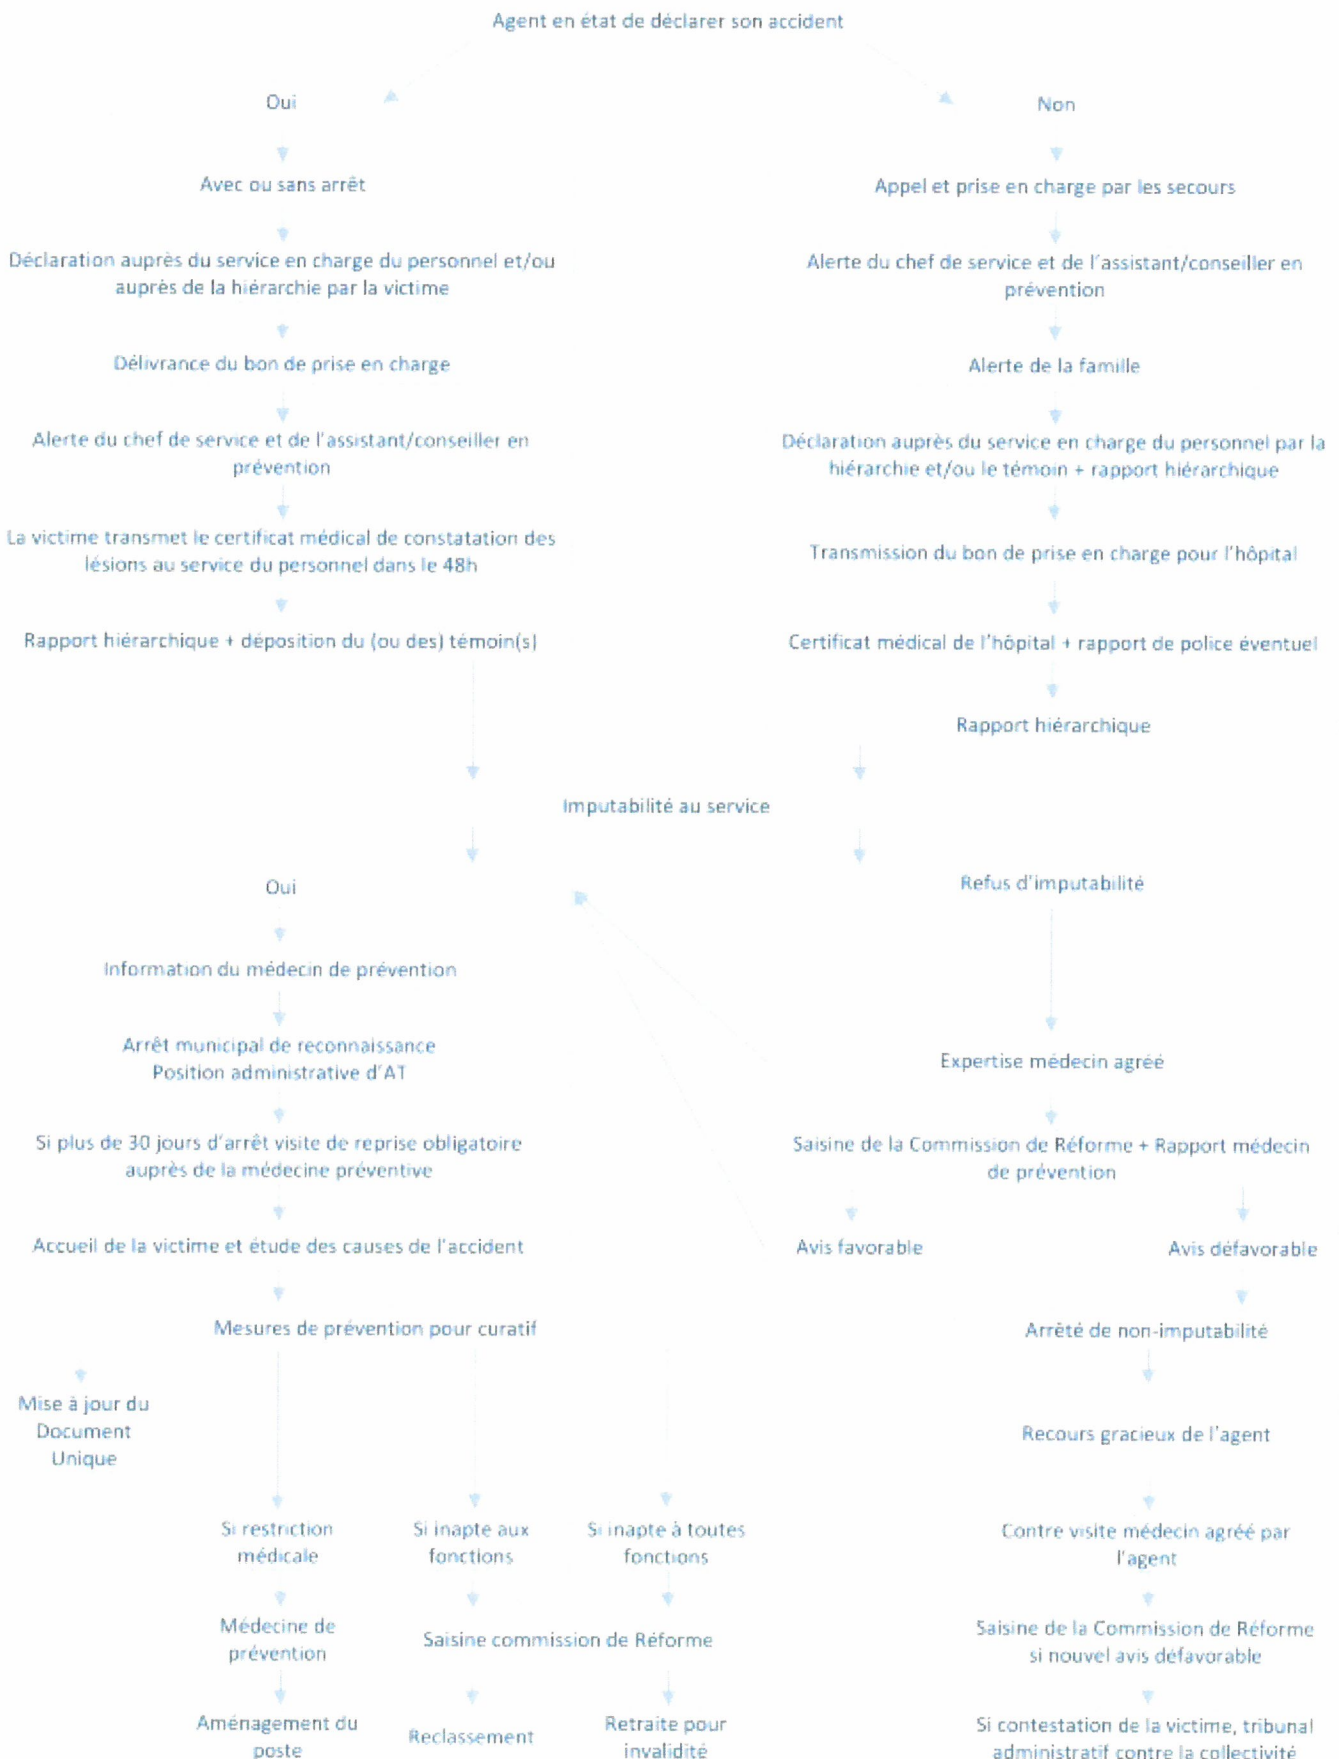 Agent en état de déclarer son accident
Oui
Non
Avec ou sans arrêt
Appel et prise en charge par les secours
Déclaration auprès du service en charge du personnel et/ou
auprès de la hiérarchie par la victime
Alerte du chef de service et de l'assistant/conseiller en
prévention
Délivrance du bon de prise en charge
Alerte de la famille
Alerte du chef de service et de l'assistant/conseiller en
prévention
Déclaration auprès du service en charge du personnel par la
hiérarchie et/ou le témoin + rapport hiérarchique
La victime transmet le certificat médical de constatation des
lésions au service du personnel dans le 48h
Transmission du bon de prise en charge pour l'hôpital
Rapport hiérarchique + déposition du (ou des) témoin(s)
Certificat médical de l'hôpital + rapport de police éventuel
Rapport hiérarchique
Imputabilité au service
Oui
Refus d'imputabilité
Information du médecin de prévention
Arrêt municipal de reconnaissance
Position administrative d'AT
Expertise médecin agréé
Si plus de 30 jours d'arrêt visite de reprise obligatoire
auprès de la médecine préventive
Saisine de la Commission de Réforme + Rapport médecin
de prévention
Accueil de la victime et étude des causes de l'accident
Avis favorable
Avis défavorable
Mesures de prévention pour curatif
Arrêté de non-imputabilité
Mise à jour du
Document
Unique
Recours gracieux de l'agent
Si restriction
médicale
Si inapte aux
fonctions
Si inapte à toutes
fonctions
Contre visite médecin agréé par
l'agent
Médecine de
prévention
Saisine commission de Réforme
Saisine de la Commission de Réforme
si nouvel avis défavorable
Aménagement du
poste
Reclassement
Retraite pour
invalidité
Si contestation de la victime, tribunal
administratif contre la collectivité